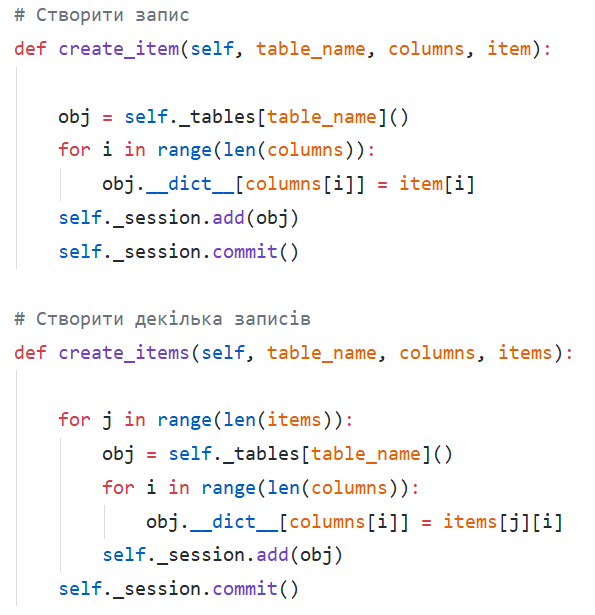 # Створити запис
def create_item(self, table_name, columns, item):
obj = self._tables[table_name]()
for i in range(len(columns)):
obj.__dict__[columns[i]] = item[i]
self._session.add(obj)
self._session.commit()
# Створити декілька записів
def create_items(self, table_name, columns, items):
for j in range(len(items)):
obj = self._tables[table_name]()
for i in range(len(columns)):
obj.__dict__[columns[i]] = items[j][i]
self._session.add(obj)
self._session.commit()